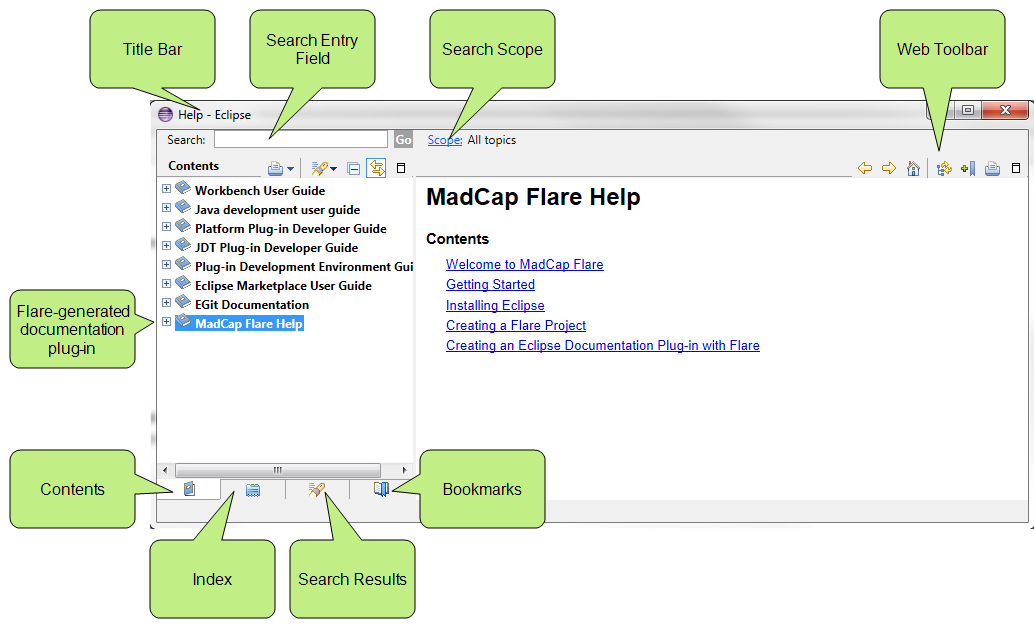 Title Bar
Search Entry
Field
Search Scope
Web Toolbar
Help - Eclipse
Search:
Go
Scope: All topics
Contents
Workbench User Guide
Java development user guide
Platform Plug-in Developer Guide
JDT Plug-in Developer Guide
Plug-in Development Environment Gui
Eclipse Marketplace User Guide
EGit Documentation
MadCap Flare Help
MadCap Flare Help
Contents
Welcome to MadCap Flare
Getting Started
Installing Eclipse
Creating a Flare Project
Creating an Eclipse Documentation Plug-in with Flare
Flare-generated
documentation
plug-in
Contents
Bookmarks
Index
Search Results